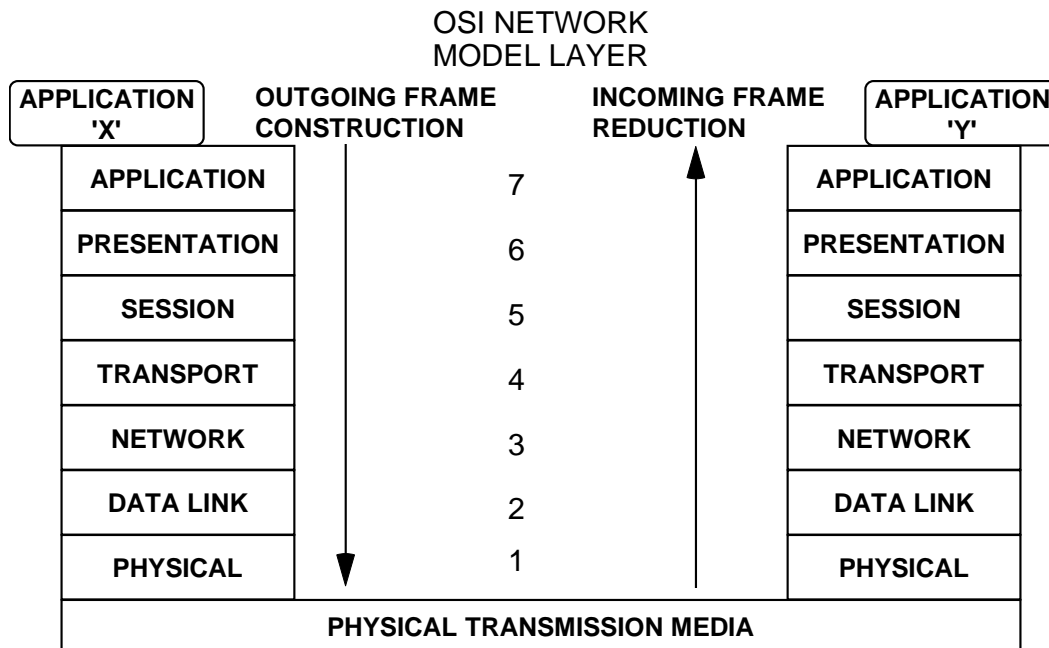 OSI NETWORK
MODEL LAYER
APPLICATION
'X'
OUTGOING FRAME
CONSTRUCTION
INCOMING FRAME
REDUCTION
APPLICATION
'Y'
APPLICATION 7 APPLICATION
PRESENTATION 6 PRESENTATION
SESSION 5 SESSION
TRANSPORT 4 TRANSPORT
NETWORK 3 NETWORK
DATA LINK 2 DATA LINK
PHYSICAL 1 PHYSICAL
PHYSICAL TRANSMISSION MEDIA